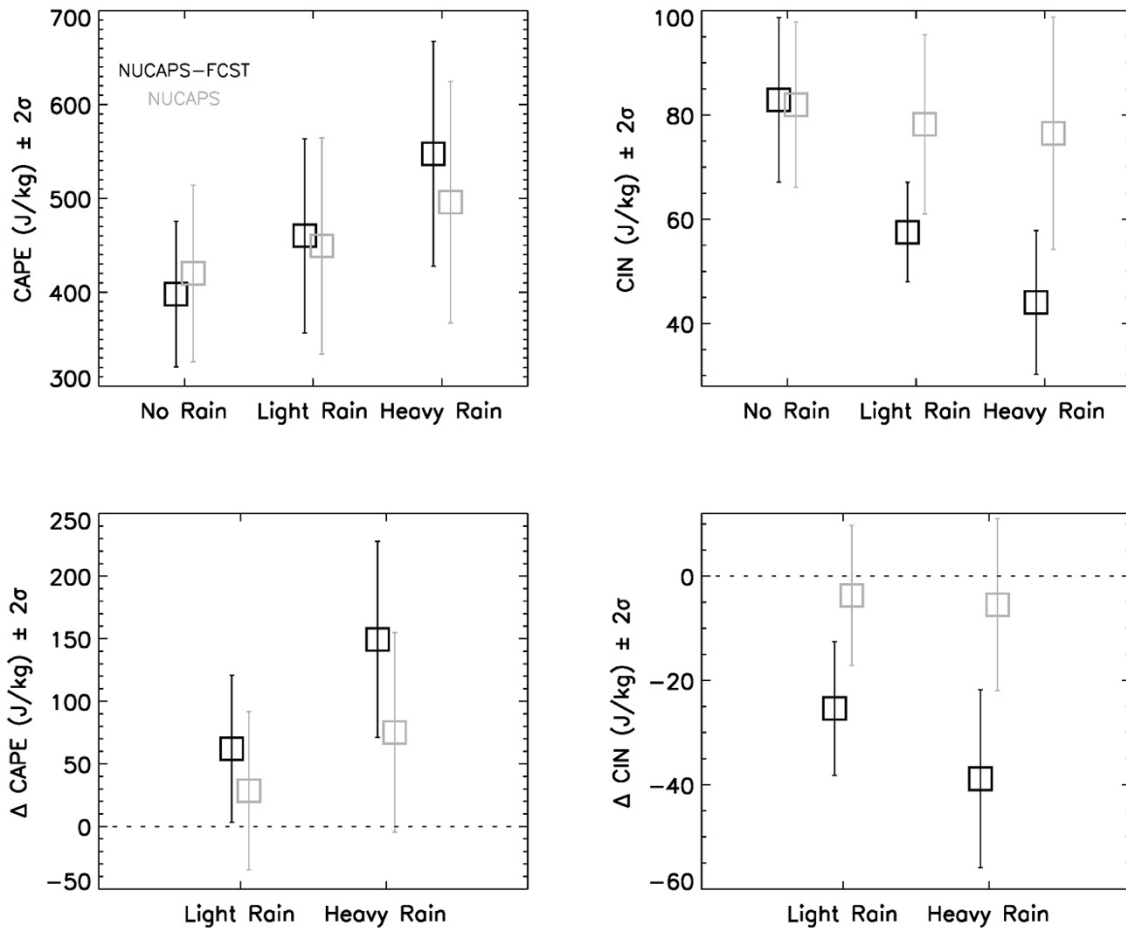 700
600
500
400
300
CAPE (J/kg) ± 2σ
NUCAPS-FCST
NUCAPS
No Rain Light Rain Heavy Rain
100
80
60
40
CIN (J/kg) ± 2σ
No Rain Light Rain Heavy Rain
250
200
150
100
50
0
-50
Δ CAPE (J/kg) ± 2σ
Light Rain Heavy Rain
0
-20
-40
-60
Δ CIN (J/kg) ± 2σ
Light Rain Heavy Rain